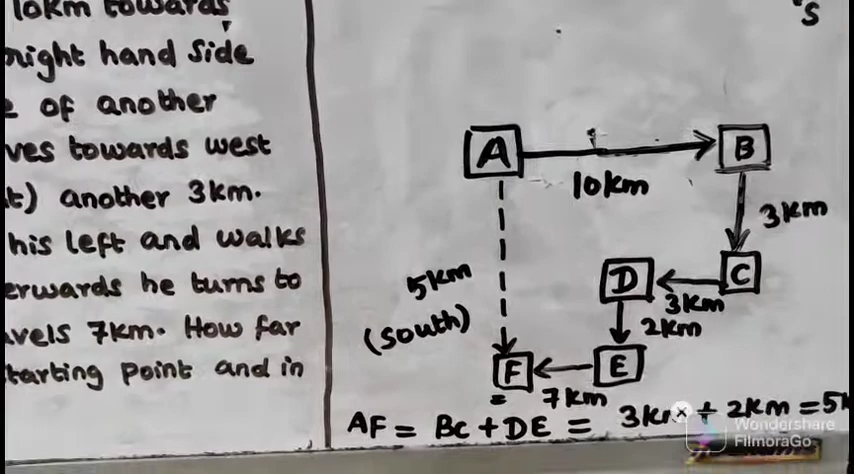 10km towards
right hand side
of another
ves towards west
t) another 3km.
his left and walks
erwards he turns to
vels 7km. How far
tarting point and in
's
A
B
10km
3km
C
D
3km
2km
5km
(south)
F
E
7km
AF = BC + DE = 3km + 2km = 5k
Wondershare
FilmoraGo